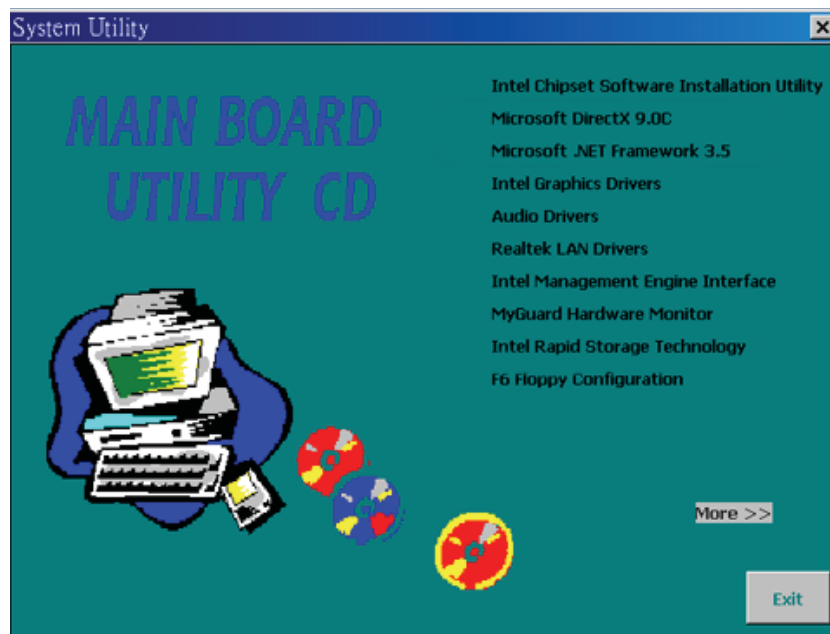 System Utility
MAIN BOARD
UTILITY CD
Intel Chipset Software Installation Utility
Microsoft DirectX 9.0C
Microsoft .NET Framework 3.5
Intel Graphics Drivers
Audio Drivers
Realtek LAN Drivers
Intel Management Engine Interface
MyGuard Hardware Monitor
Intel Rapid Storage Technology
F6 Floppy Configuration
More >>
Exit